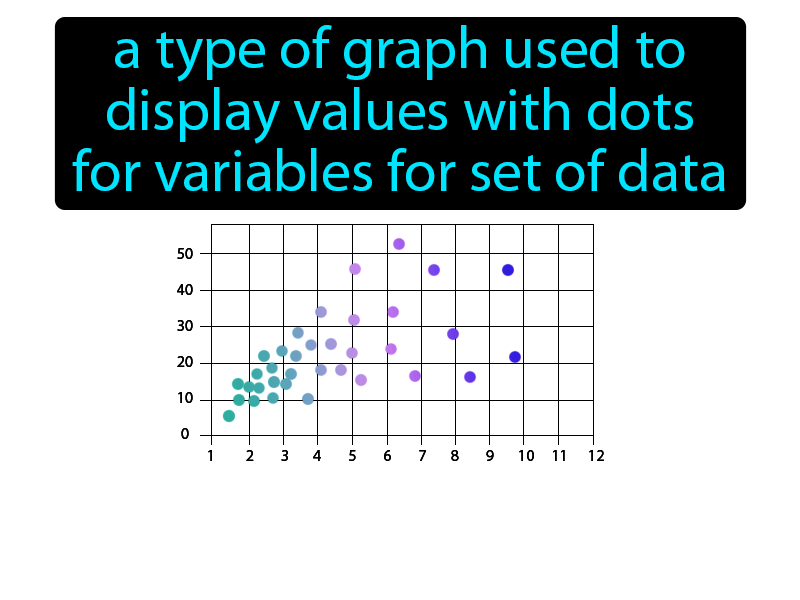 a type of graph used to
display values with dots
for variables for set of data
50
40
30
20
10
0
1 2 3 4 5 6 7 8 9 10 11 12